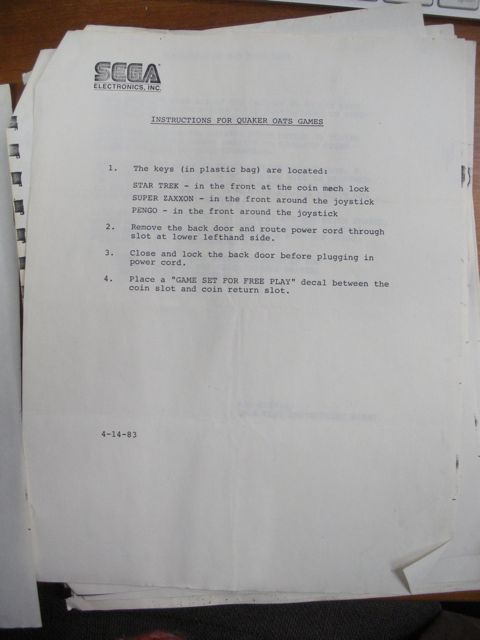 SEGA
ELECTRONICS, INC.
INSTRUCTIONS FOR QUAKER OATS GAMES
1. The keys (in plastic bag) are located:
STAR TREK - in the front at the coin mech lock
SUPER ZAXXON - in the front around the joystick
PENGO - in the front around the joystick
2. Remove the back door and route power cord through
slot at lower lefthand side.
3. Close and lock the back door before plugging in
power cord.
4. Place a "GAME SET FOR FREE PLAY" decal between the
coin slot and coin return slot.
4-14-83